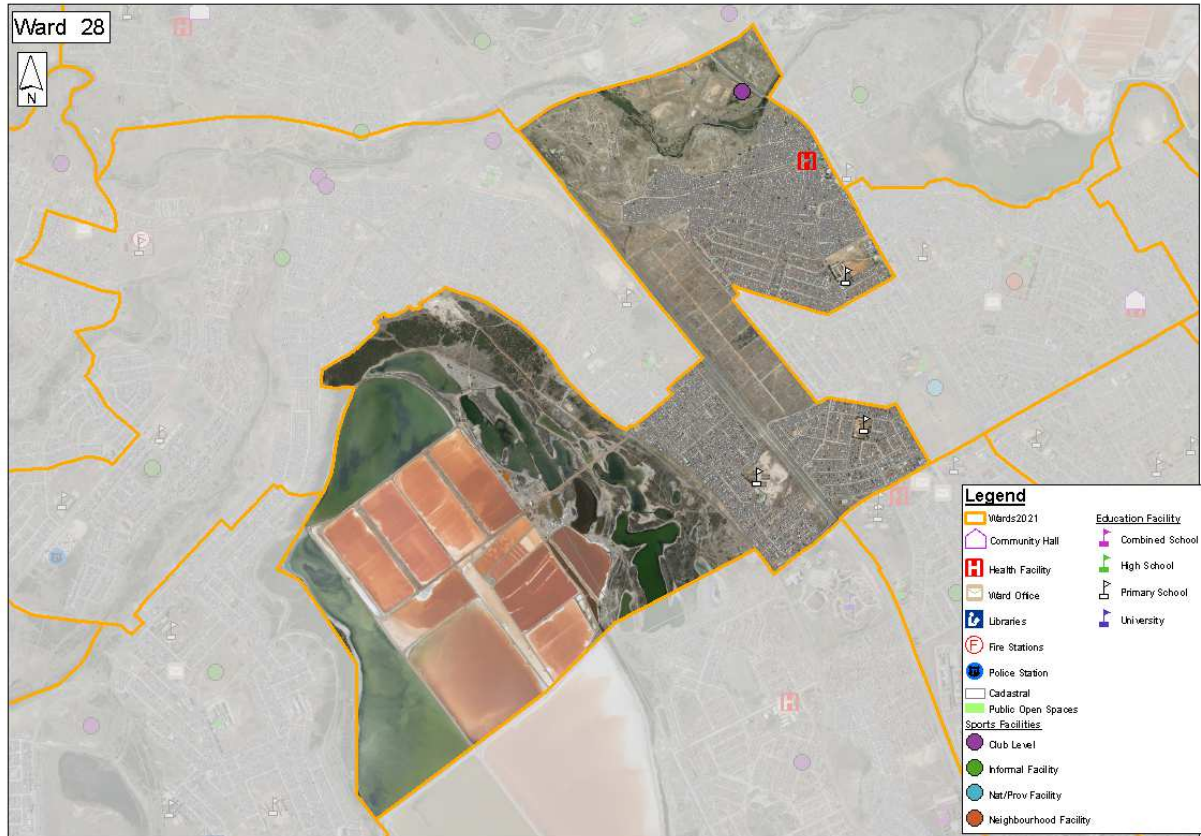 Ward 28
N
Legend
Wards2021
Community Hall
Health Facility
Ward Office
Libraries
Fire Stations
Police Station
Cadastral
Public Open Spaces
Sports Facilities
Club Level
Informal Facility
Nat/Prov Facility
Neighbourhood Facility
Education Facility
Combined School
High School
Primary School
University
H
H
F